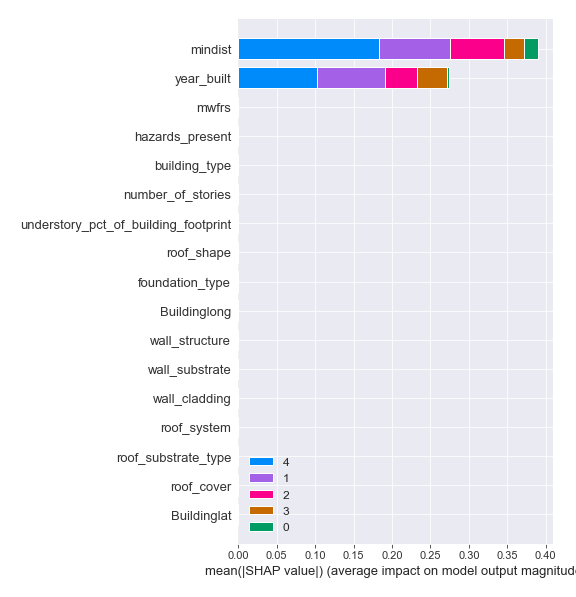 mindist
year_built
mwfrs
hazards_present
building_type
number_of_stories
understory_pct_of_building_footprint
roof_shape
foundation_type
Buildinglong
wall_structure
wall_substrate
wall_cladding
roof_system
roof_substrate_type
roof_cover
Buildinglat
4
1
2
3
0
0.00 0.05 0.10 0.15 0.20 0.25 0.30 0.35 0.40
mean(|SHAP value|) (average impact on model output magnitude